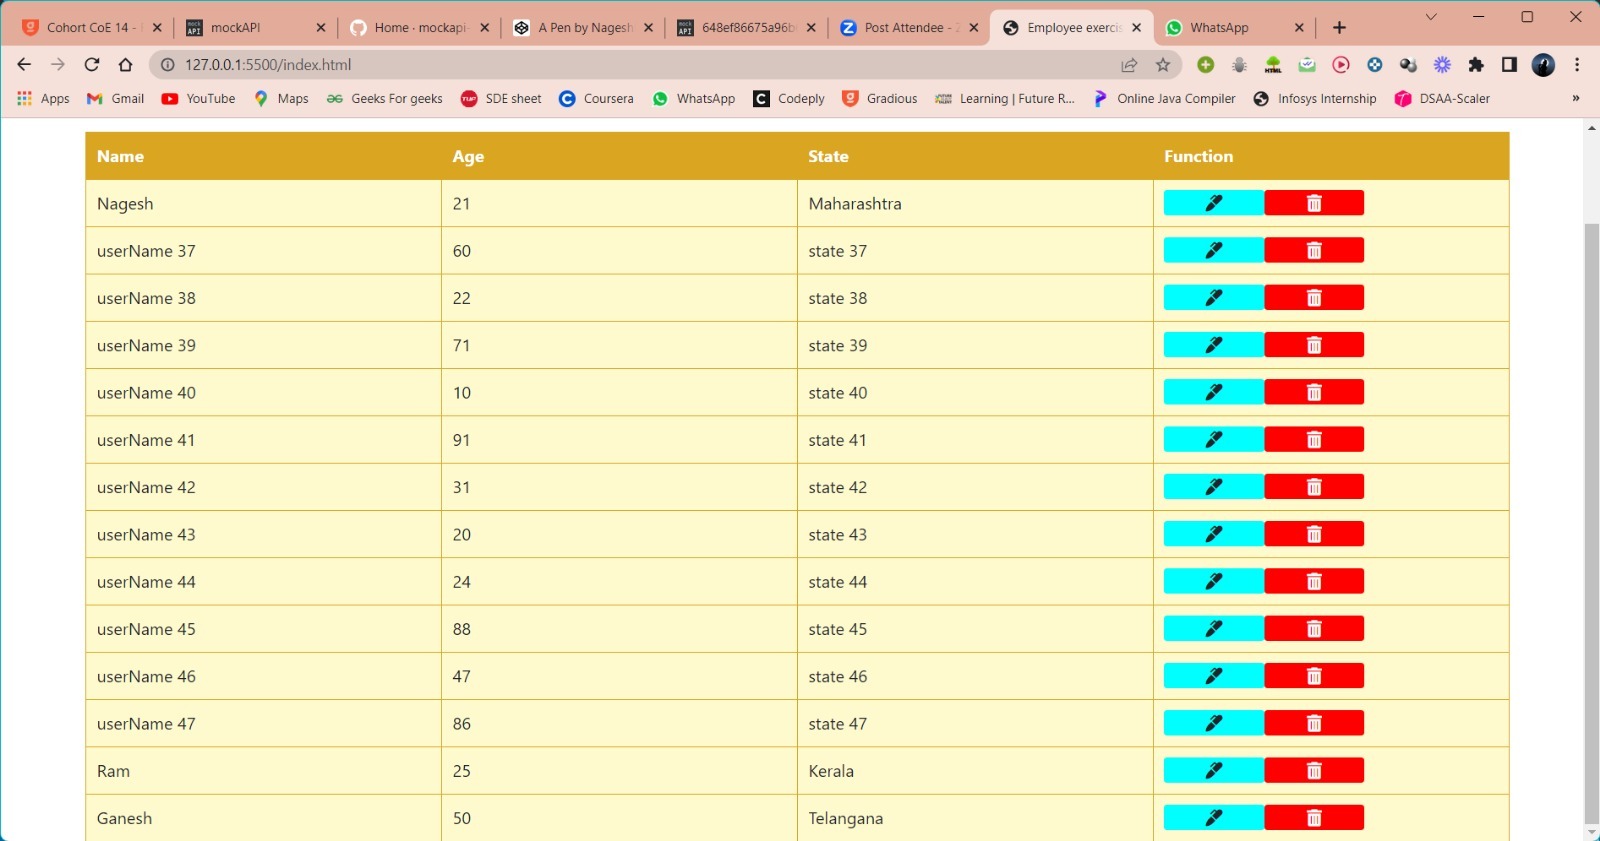 Cohort CoE 14 - mockAPI Home · mockapi- A Pen by Nagesh 648ef86675a96b Post Attendee - Z Employee exercis WhatsApp
127.0.0.1:5500/index.html
Apps Gmail YouTube Maps Geeks For geeks SDE sheet Coursera WhatsApp Codeply Gradious Learning | Future R... Online Java Compiler Infosys Internship DSAA-Scaler »
Name Age State Function
Nagesh 21 Maharashtra
userName 37 60 state 37
userName 38 22 state 38
userName 39 71 state 39
userName 40 10 state 40
userName 41 91 state 41
userName 42 31 state 42
userName 43 20 state 43
userName 44 24 state 44
userName 45 88 state 45
userName 46 47 state 46
userName 47 86 state 47
Ram 25 Kerala
Ganesh 50 Telangana